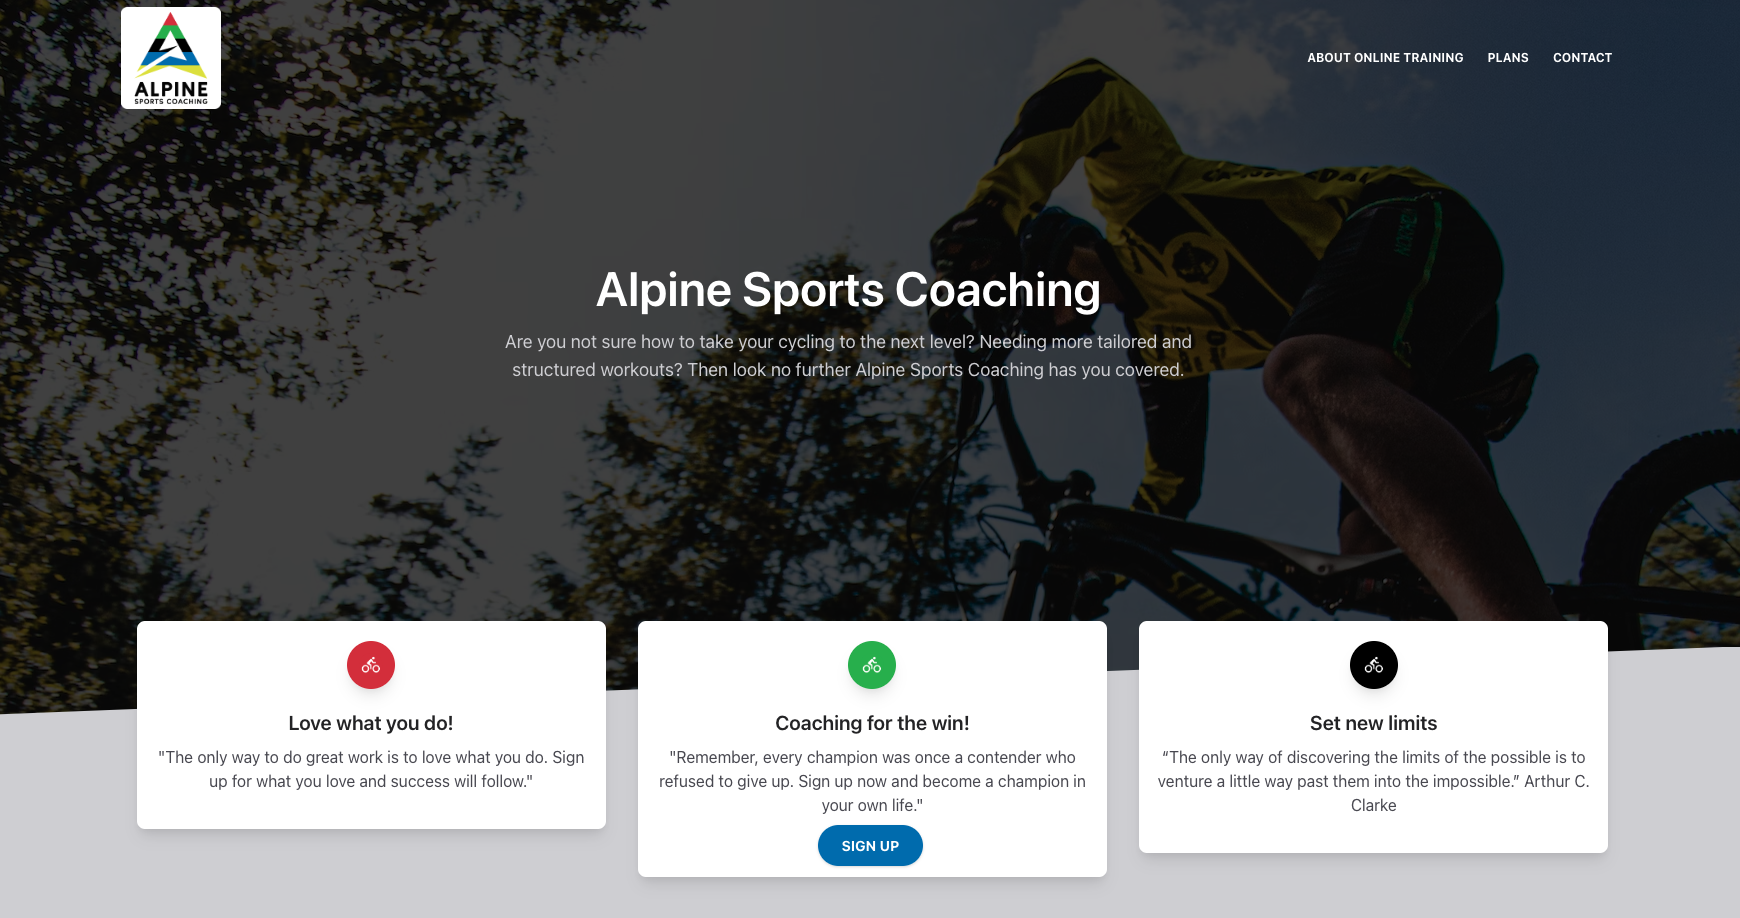 ALPINE
SPORTS COACHING
ABOUT ONLINE TRAINING PLANS CONTACT
Alpine Sports Coaching
Are you not sure how to take your cycling to the next level? Needing more tailored and
structured workouts? Then look no further Alpine Sports Coaching has you covered.
Love what you do!
"The only way to do great work is to love what you do. Sign
up for what you love and success will follow."
Coaching for the win!
"Remember, every champion was once a contender who
refused to give up. Sign up now and become a champion in
your own life."
SIGN UP
Set new limits
“The only way of discovering the limits of the possible is to
venture a little way past them into the impossible.” Arthur C.
Clarke